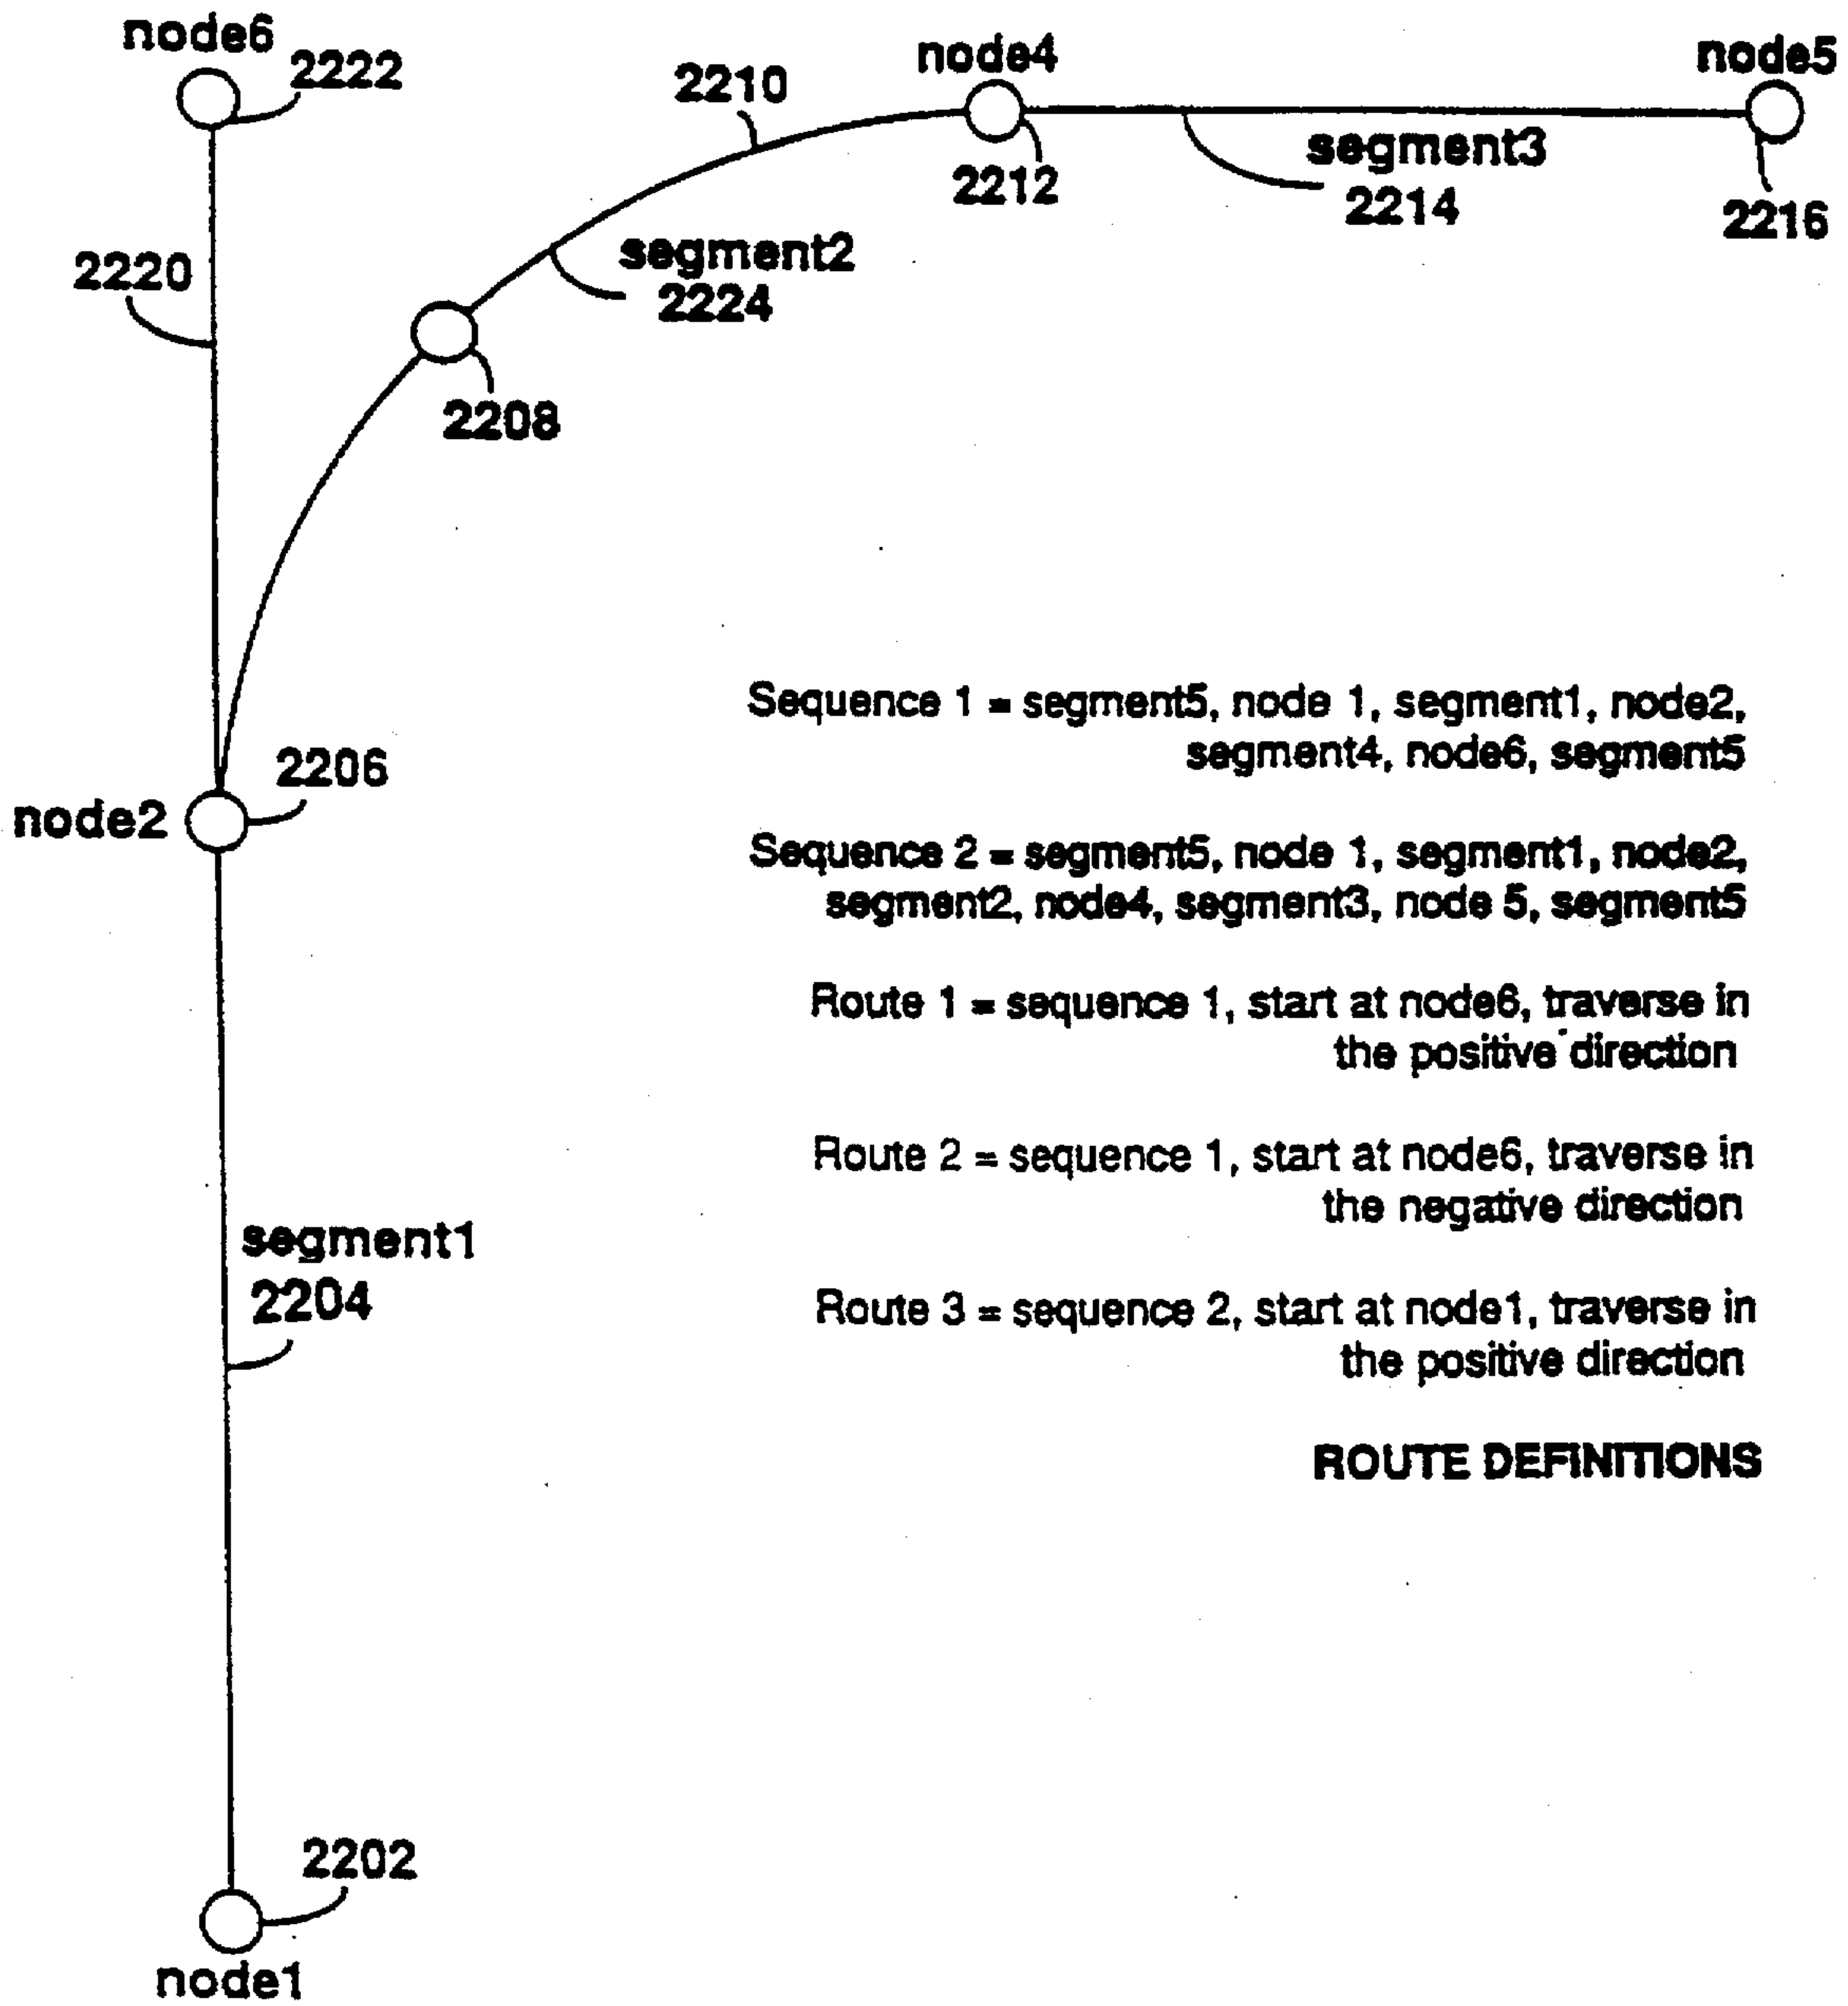 node6
2222
2210
node4
node5
segment3
2214
2212
2216
2220
segment2
2224
2208
2206
node2
Sequence 1 = segment5, node 1, segment1, node2,
segment4, node6, segment5
Sequence 2 = segment5, node 1, segment1, node2,
segment2, node4, segment3, node 5, segment5
Route 1 = sequence 1, start at node6, traverse in
the positive direction
Route 2 = sequence 1, start at node6, traverse in
the negative direction
Route 3 = sequence 2, start at node1, traverse in
the positive direction
ROUTE DEFINITIONS
segment1
2204
2202
node1